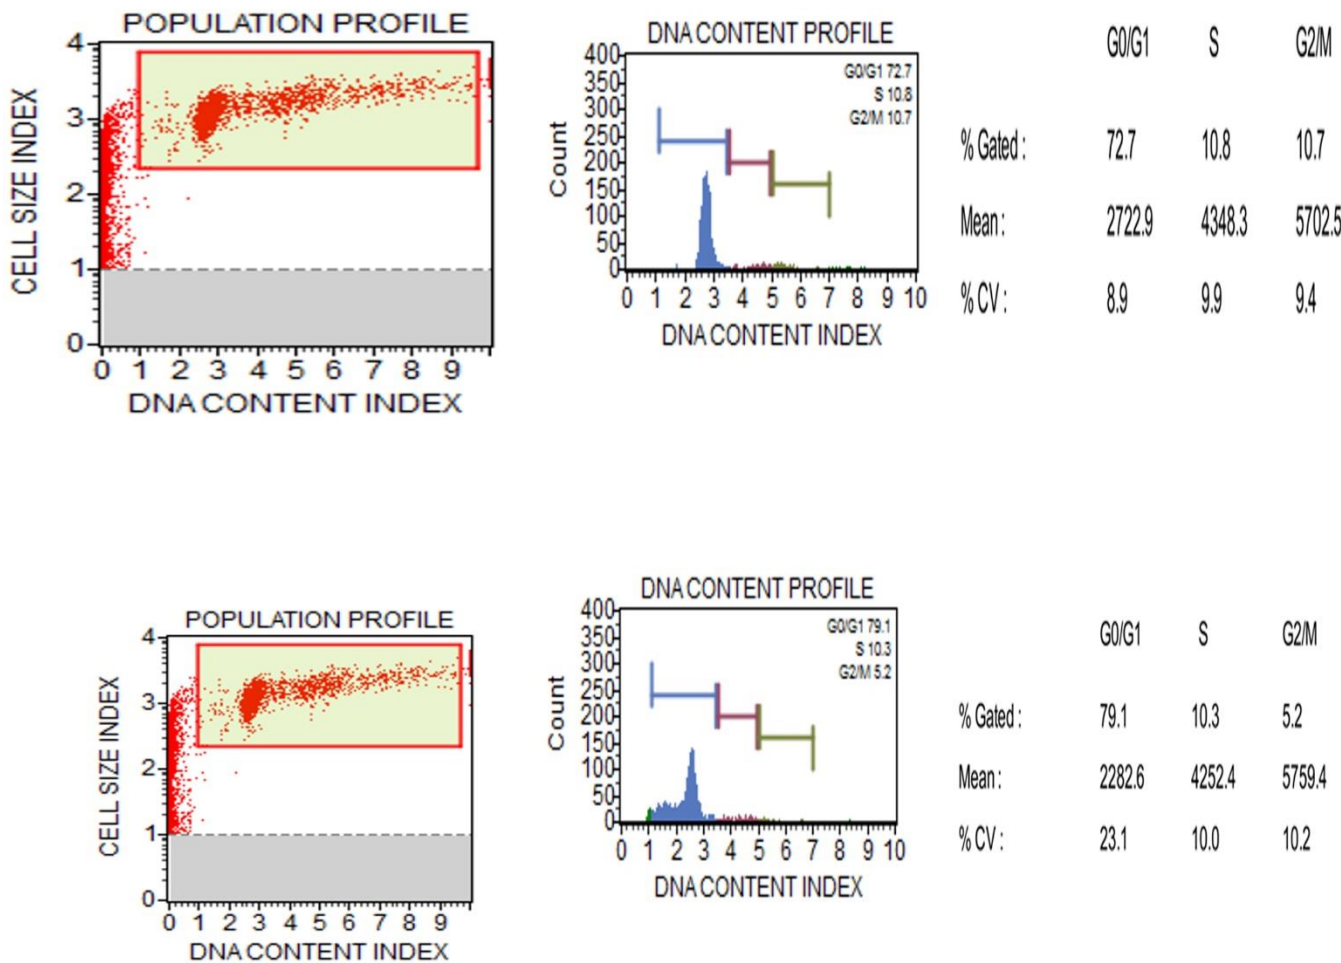 POPULATION PROFILE
CELL SIZE INDEX
4
3
2
1
0
0 1 2 3 4 5 6 7 8 9
DNA CONTENT INDEX
DNA CONTENT PROFILE
Count
400
350
300
250
200
150
100
50
0
G0/G1 72.7
S 10.8
G2/M 10.7
0 1 2 3 4 5 6 7 8 9 10
DNA CONTENT INDEX
G0/G1 S G2/M
% Gated : 72.7 10.8 10.7
Mean : 2722.9 4348.3 5702.5
% CV : 8.9 9.9 9.4
POPULATION PROFILE
CELL SIZE INDEX
4
3
2
1
0
0 1 2 3 4 5 6 7 8 9
DNA CONTENT INDEX
DNA CONTENT PROFILE
Count
400
350
300
250
200
150
100
50
0
G0/G1 79.1
S 10.3
G2/M 5.2
0 1 2 3 4 5 6 7 8 9 10
DNA CONTENT INDEX
G0/G1 S G2/M
% Gated : 79.1 10.3 5.2
Mean : 2282.6 4252.4 5759.4
% CV : 23.1 10.0 10.2